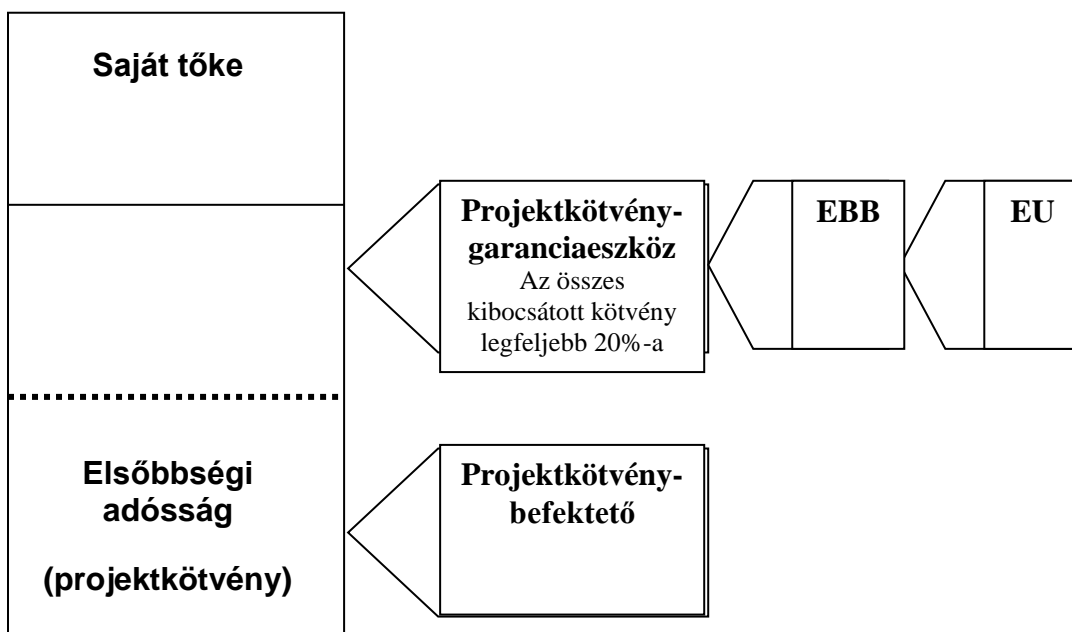 Saját tőke
Projektkötvény-
garanciaeszköz
Az összes
kibocsátott kötvény
legfeljebb 20%-a
EBB
EU
Elsőbbségi
adósság
(projektkötvény)
Projektkötvény-
befektető